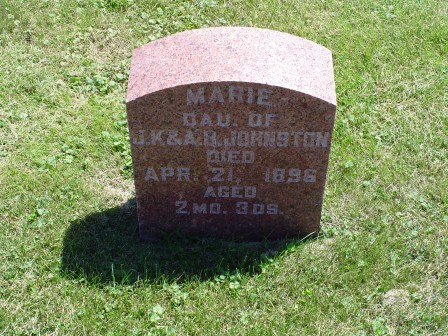 MARIE
DAU. OF
J.K&A.H.JOHNSTON
DIED
APR. 21. 1896
AGED
2 MO. 3 DS.